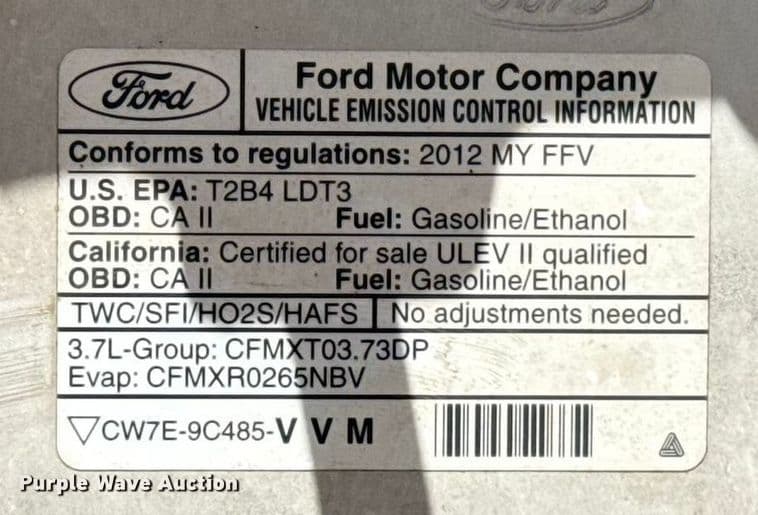 Ford
Ford
Ford Motor Company
VEHICLE EMISSION CONTROL INFORMATION
Conforms to regulations: 2012 MY FFV
U.S. EPA: T2B4 LDT3
OBD: CA II Fuel: Gasoline/Ethanol
California: Certified for sale ULEV II qualified
OBD: CA II Fuel: Gasoline/Ethanol
TWC/SFI/HO2S/HAFS No adjustments needed.
3.7L-Group: CFMXT03.73DP
Evap: CFMXR0265NBV
▽CW7E-9C485-V V M
Purple Wave Auction